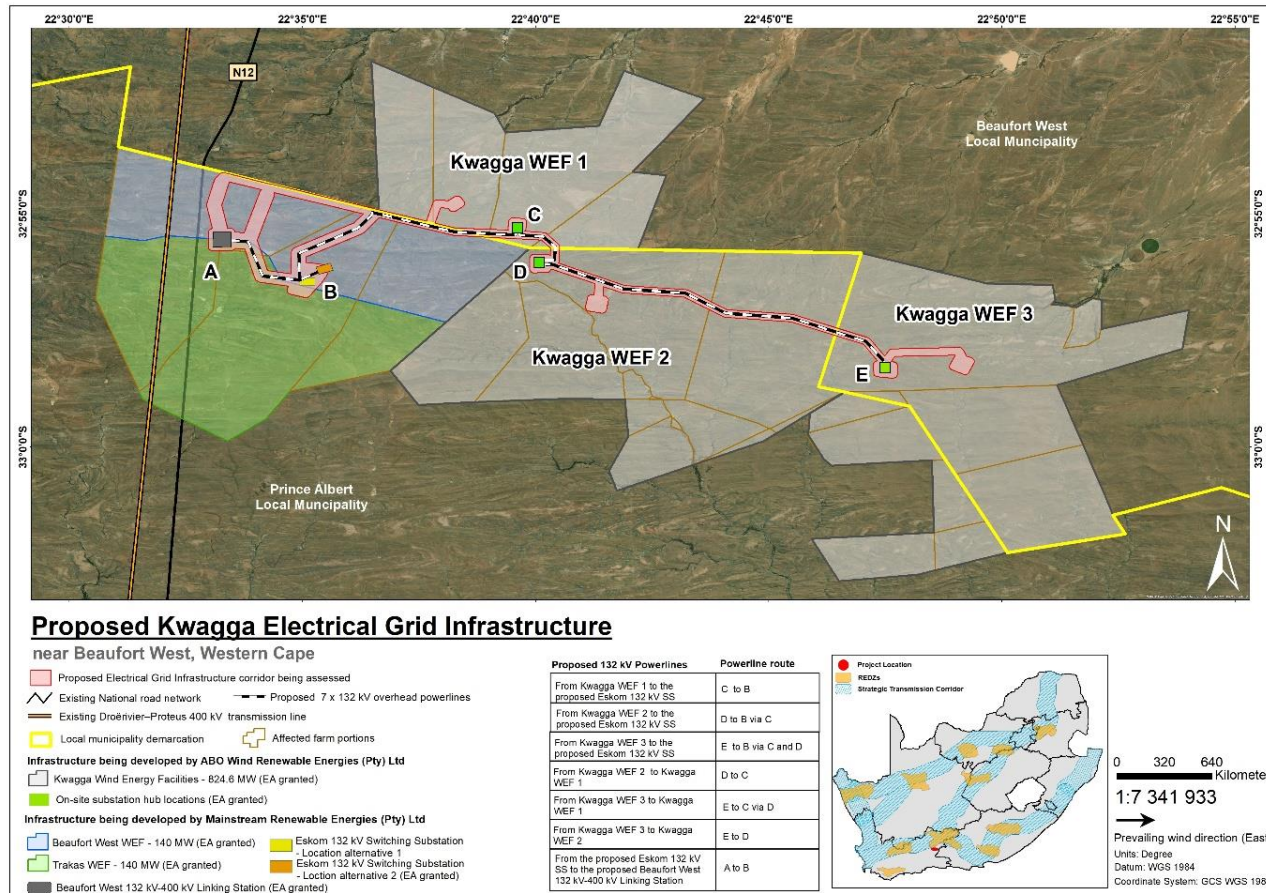 22°30'0"E
22°35'0"E
22°40'0"E
22°45'0"E
22°50'0"E
22°55'0"E
N12
Beaufort West
Local Muncipality
Kwagga WEF 1
32°55'0"S
32°55'0"S
C
A
D
B
Kwagga WEF 3
Kwagga WEF 2
E
33°0'0"S
33°0'0"S
Prince Albert
Local Muncipality
N
Proposed Kwagga Electrical Grid Infrastructure
near Beaufort West, Western Cape
Proposed Electrical Grid Infrastructure corridor being assessed
Existing National road network
Proposed 7 x 132 kV overhead powerlines
Existing Droërivier–Proteus 400 kV transmission line
Local municipality demarcation
Affected farm portions
Infrastructure being developed by ABO Wind Renewable Energies (Pty) Ltd
Kwagga Wind Energy Facilities - 824.6 MW (EA granted)
On-site substation hub locations (EA granted)
Infrastructure being developed by Mainstream Renewable Energies (Pty) Ltd
Beaufort West WEF - 140 MW (EA granted)
Trakas WEF - 140 MW (EA granted)
Beaufort West 132 kV-400 kV Linking Station (EA granted)
Eskom 132 kV Switching Substation
- Location alternative 1
Eskom 132 kV Switching Substation
- Loction alternative 2 (EA granted)
Proposed 132 kV Powerlines
Powerline route
From Kwagga WEF 1 to the
proposed Eskom 132 kV SS
C to B
From Kwagga WEF 2 to the
proposed Eskom 132 kV SS
D to B via C
From Kwagga WEF 3 to the
proposed Eskom 132 kV SS
E to B via C and D
From Kwagga WEF 2 to Kwagga
WEF 1
D to C
From Kwagga WEF 3 to Kwagga
WEF 1
E to C via D
From Kwagga WEF 3 to Kwagga
WEF 2
E to D
From the proposed Eskom 132 kV
SS to the proposed Beaufort West
132 kV-400 kV Linking Station
A to B
Project Location
REDZs
Strategic Transmission Corridor
0 320 640
Kilomete
1:7 341 933
Prevailing wind direction (East
Units: Degree
Datum: WGS 1984
Coordinate System: GCS WGS 198